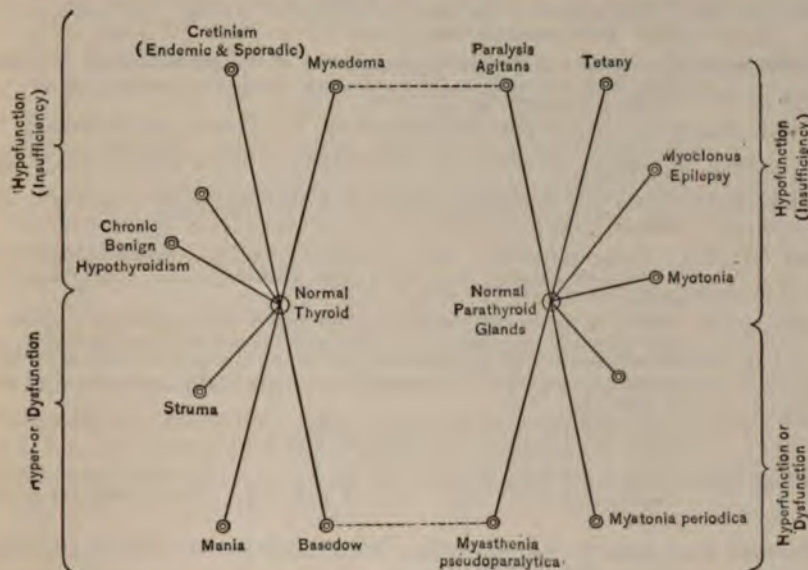 Cretinism
(Endemic & Sporadic)
Myxedema
Paralysis
Agitans
Tetany
Hypofunction
(Insufficiency)
Myoclonus
Epilepsy
Hypofunction
(Insufficiency)
Chronic
Benign
Hypothyroidism
Myotonia
Normal
Thyroid
Normal
Parathyroid
Glands
Hyper-or Dysfunction
Struma
Hyperfunction or
Dysfunction
Mania
Basedow
Myasthenia
pseudoparalytica
Myatonia periodica